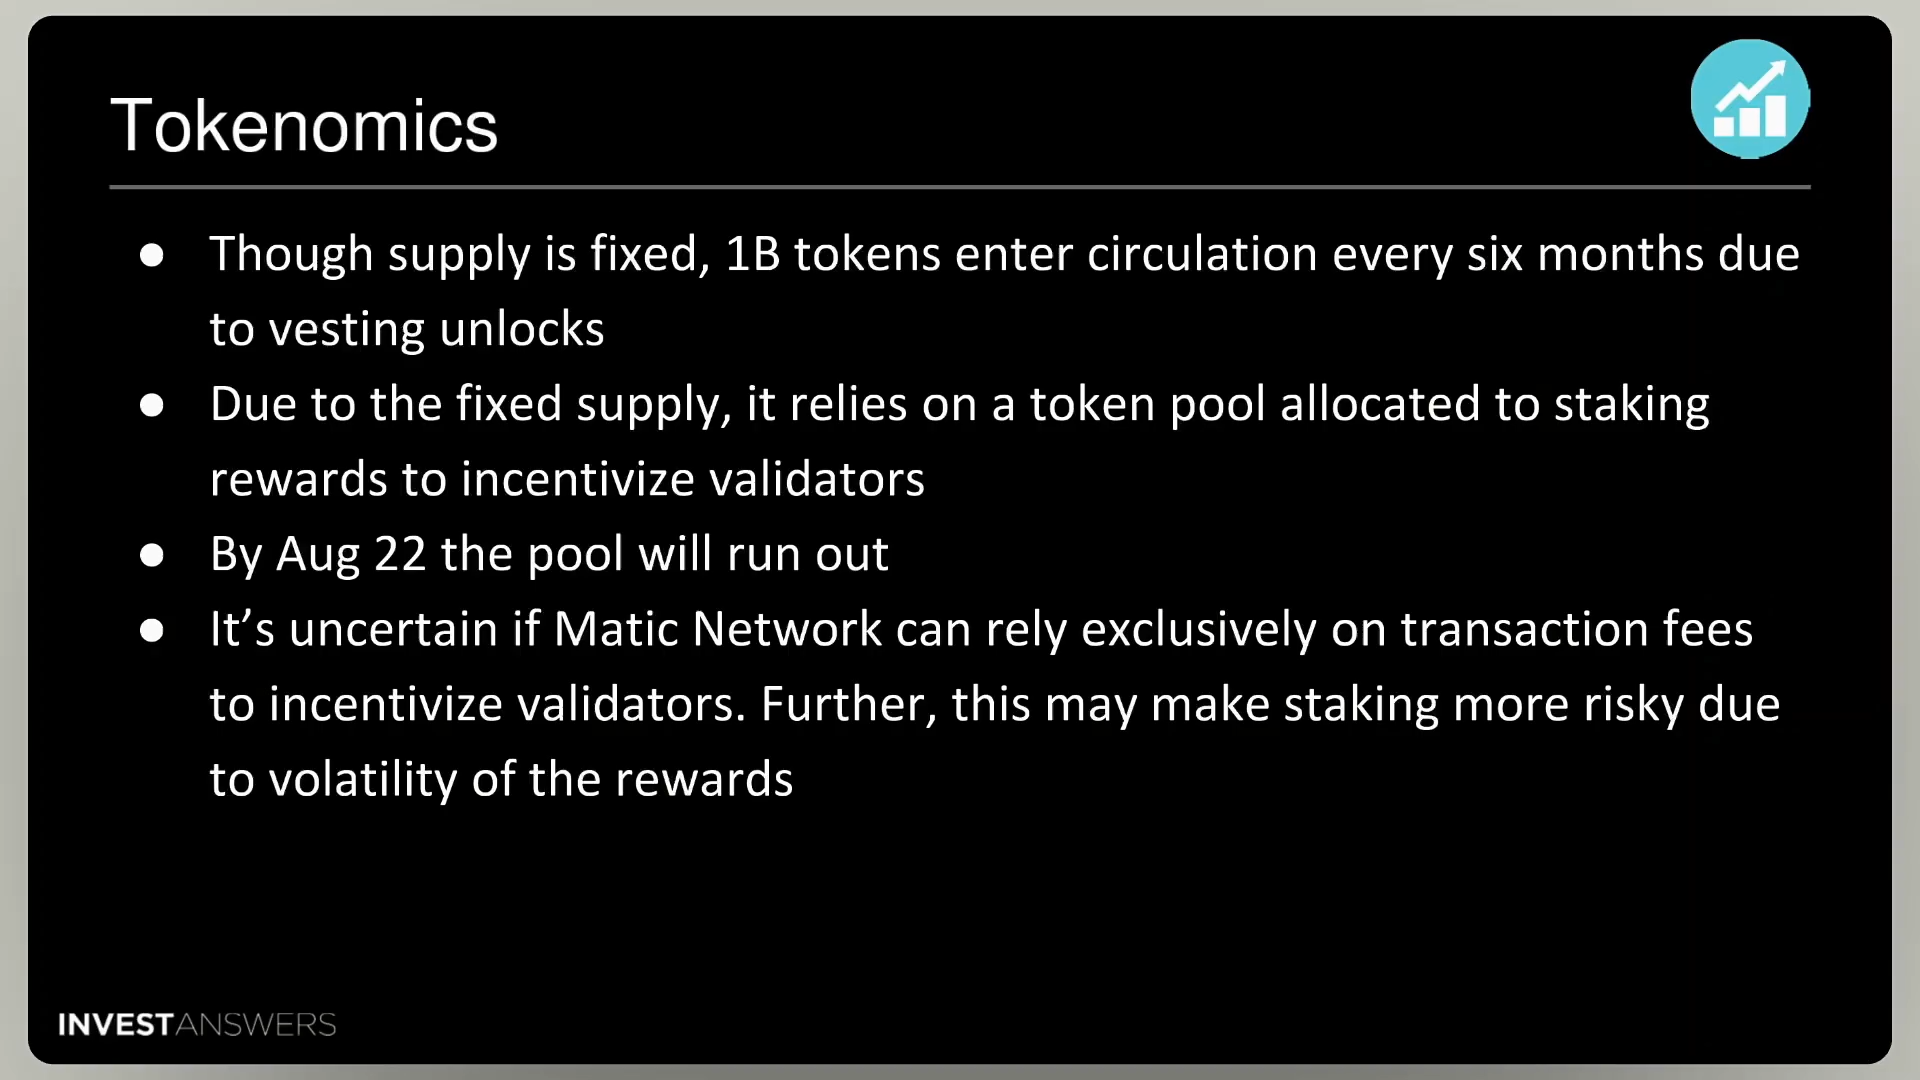 Tokenomics
● Though supply is fixed, 1B tokens enter circulation every six months due
to vesting unlocks
● Due to the fixed supply, it relies on a token pool allocated to staking
rewards to incentivize validators
● By Aug 22 the pool will run out
● It’s uncertain if Matic Network can rely exclusively on transaction fees
to incentivize validators. Further, this may make staking more risky due
to volatility of the rewards
INVESTANSWERS